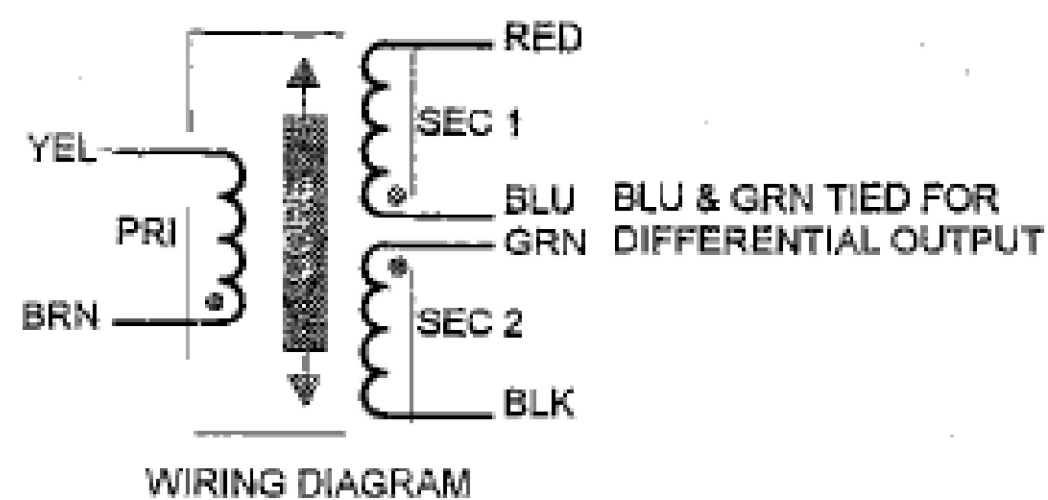 RED
SEC 1
YEL
PRI
BRN
BLU BLU & GRN TIED FOR
GRN DIFFERENTIAL OUTPUT
SEC 2
BLK
WIRING DIAGRAM